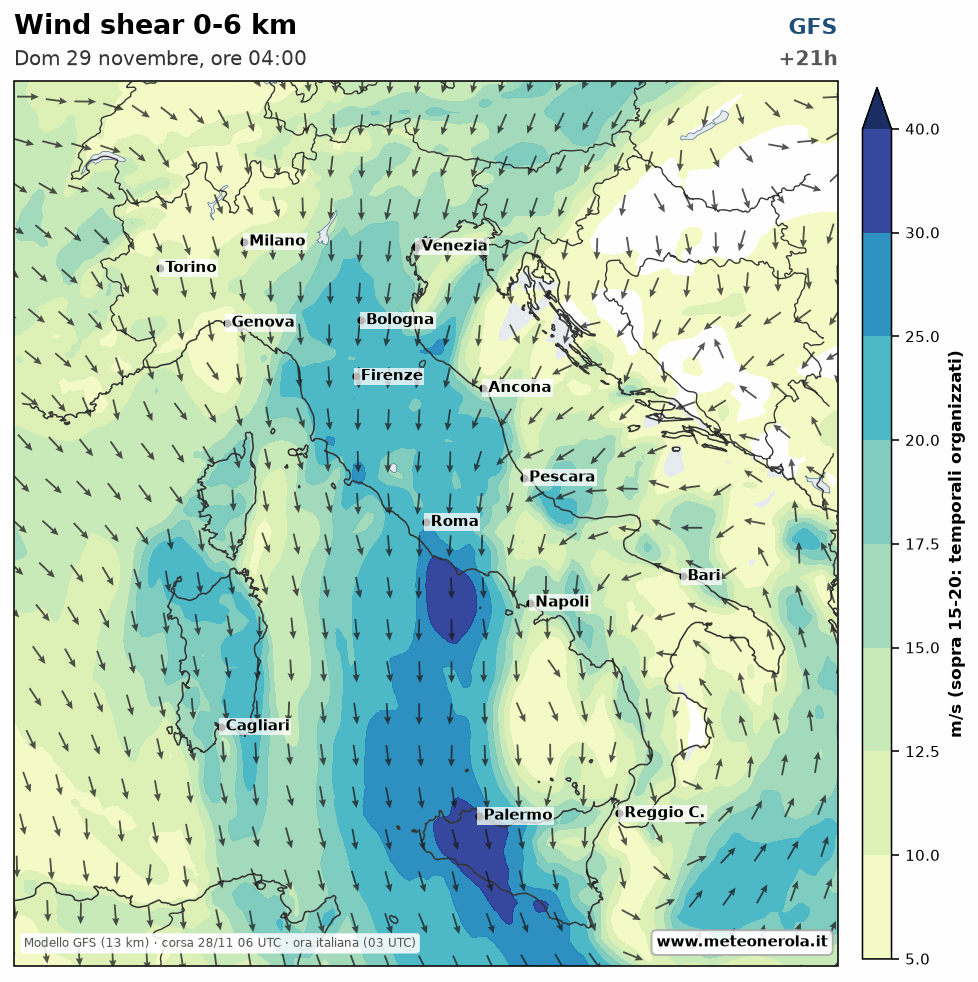 Wind shear 0-6 km
GFS
Dom 29 novembre, ore 04:00
+21h
40.0
30.0
25.0
20.0
17.5
15.0
12.5
10.0
5.0
m/s (sopra 15-20: temporali organizzati)
Milano
Venezia
Torino
Genova
Bologna
Firenze
Ancona
Pescara
Roma
Bari
Napoli
Cagliari
Palermo
Reggio C.
Modello GFS (13 km) · corsa 28/11 06 UTC · ora italiana (03 UTC)
www.meteonerola.it